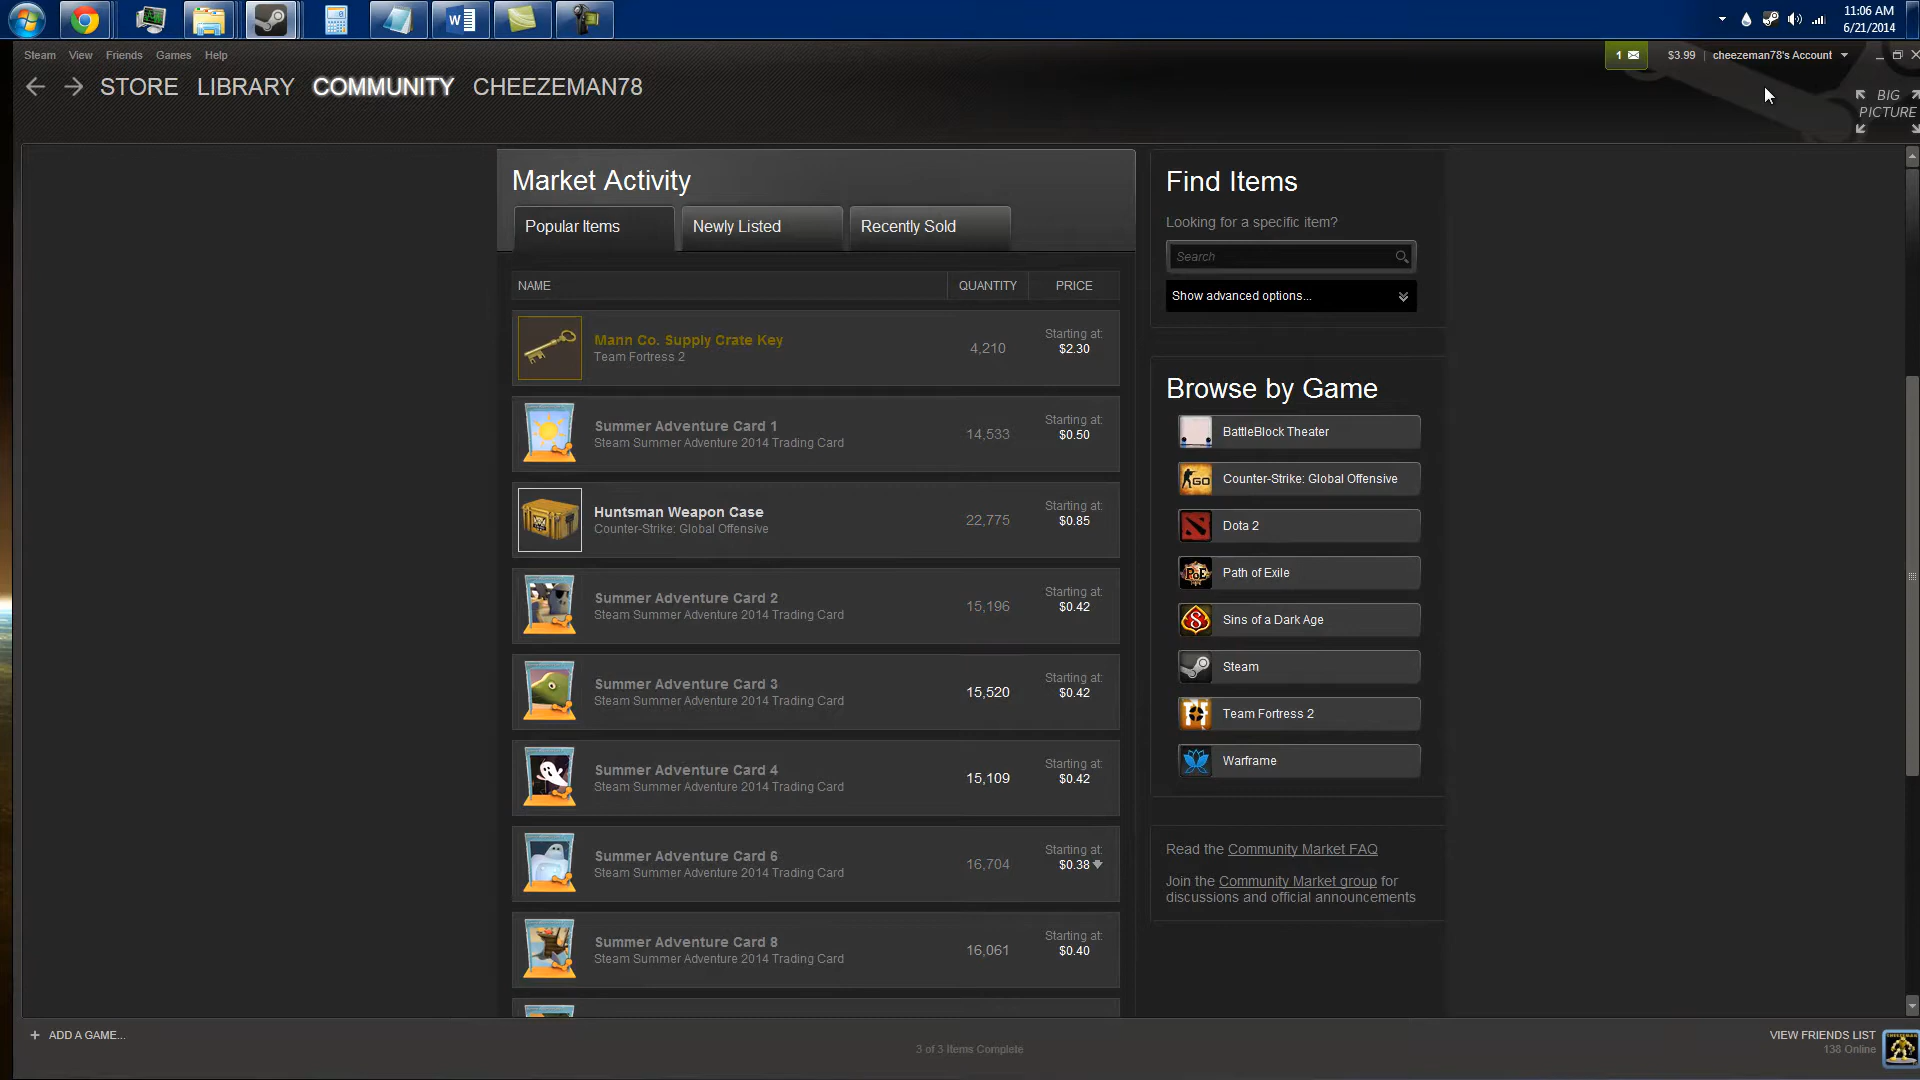 11:06 AM
6/21/2014
Steam View Friends Games Help
1 $3.99 cheezeman78's Account
STORE LIBRARY COMMUNITY CHEEZEMAN78
BIG
PICTURE
Market Activity
Popular Items Newly Listed Recently Sold
NAME QUANTITY PRICE
Mann Co. Supply Crate Key
Team Fortress 2
4,210
Starting at:
$2.30
Summer Adventure Card 1
Steam Summer Adventure 2014 Trading Card
14,533
Starting at:
$0.50
Huntsman Weapon Case
Counter-Strike: Global Offensive
22,775
Starting at:
$0.85
Summer Adventure Card 2
Steam Summer Adventure 2014 Trading Card
15,196
Starting at:
$0.42
Summer Adventure Card 3
Steam Summer Adventure 2014 Trading Card
15,520
Starting at:
$0.42
Summer Adventure Card 4
Steam Summer Adventure 2014 Trading Card
15,109
Starting at:
$0.42
Summer Adventure Card 6
Steam Summer Adventure 2014 Trading Card
16,704
Starting at:
$0.38
Summer Adventure Card 8
Steam Summer Adventure 2014 Trading Card
16,061
Starting at:
$0.40
Find Items
Looking for a specific item?
Search
Show advanced options...
Browse by Game
BattleBlock Theater
GO
Counter-Strike: Global Offensive
Dota 2
PoE
Path of Exile
8
Sins of a Dark Age
Steam
Team Fortress 2
Warframe
Read the Community Market FAQ
Join the Community Market group for
discussions and official announcements
+ ADD A GAME...
3 of 3 Items Complete
VIEW FRIENDS LIST
138 Online